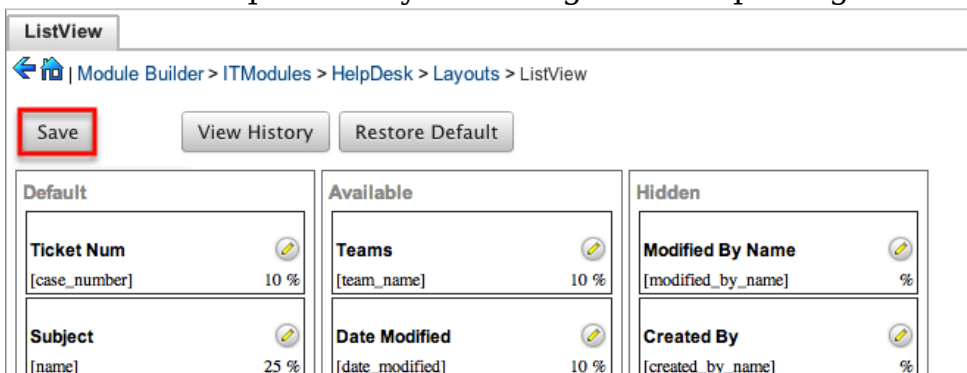 ListView
| Module Builder > ITModules > HelpDesk > Layouts > ListView
Save View History Restore Default
Default Available Hidden
Ticket Num Teams Modified By Name
[case_number] 10 % [team_name] 10 % [modified_by_name] %
Subject Date Modified Created By
[name] 25 % [date_modified] 10 % [created_by_name] %